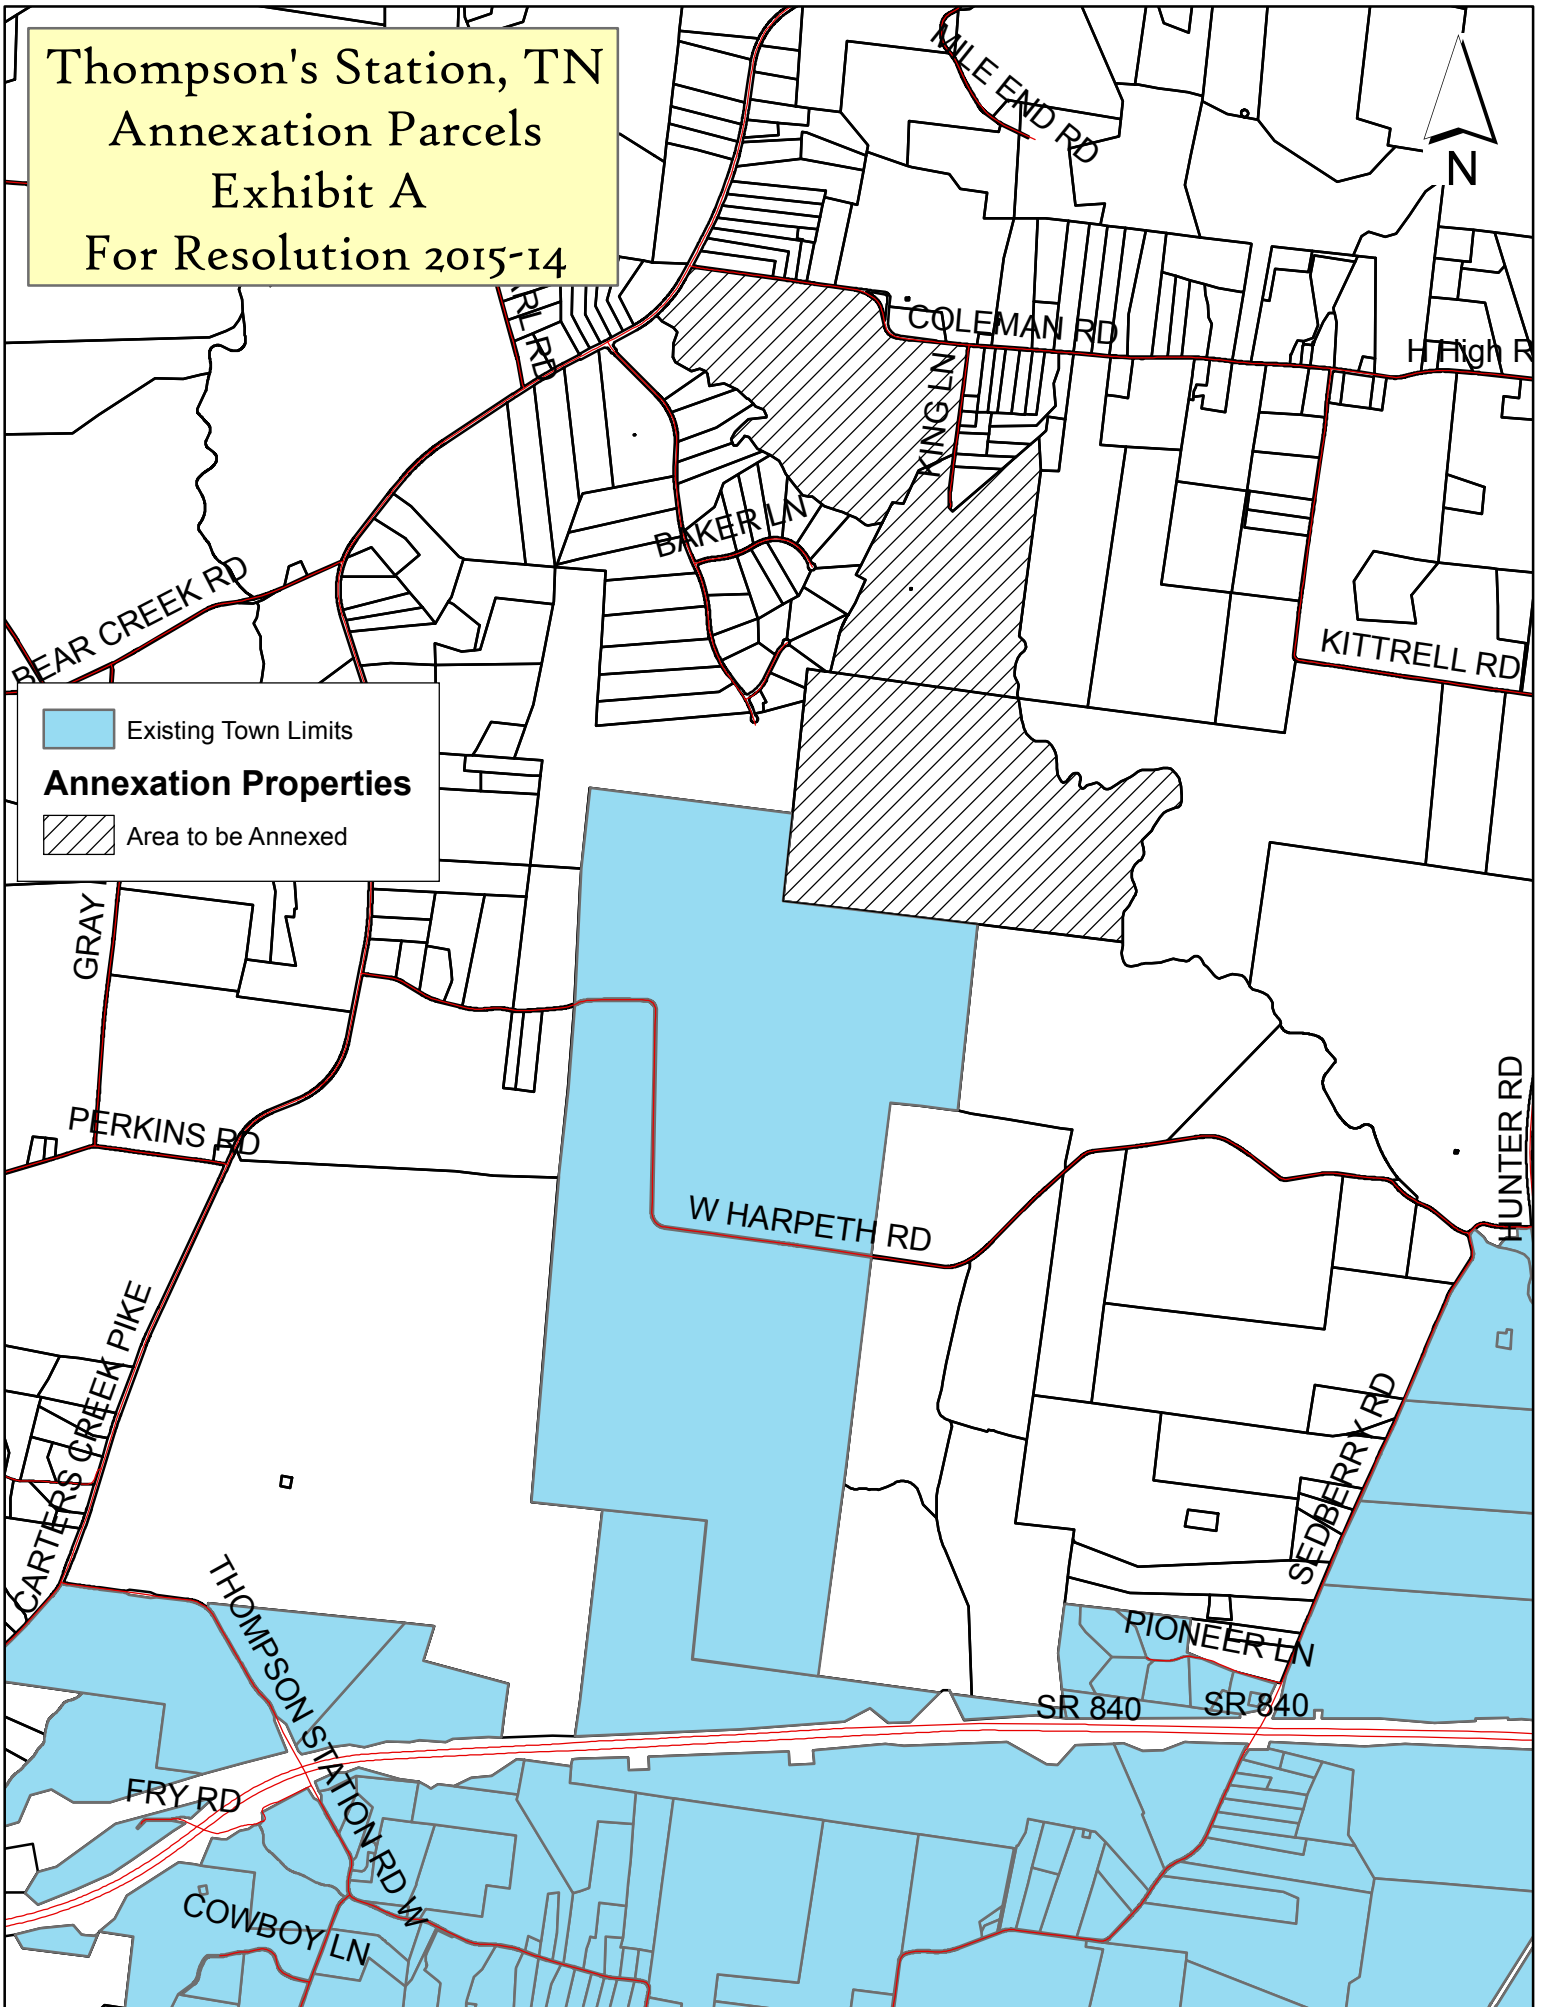 Thompson's Station, TN
Annexation Parcels
Exhibit A
For Resolution 2015-14
MILE END RD
N
COLEMAN RD
H High R
KING LN
BAKER LN
BEAR CREEK RD
KITTRELL RD
Existing Town Limits
Annexation Properties
Area to be Annexed
GRAY
PERKINS RD
HUNTER RD
W HARPETH RD
CARTERS CREEK PIKE
SEDBERRY RD
THOMPSON STATION RD W
PIONEER LN
SR 840
SR 840
FRY RD
COWBOY LN